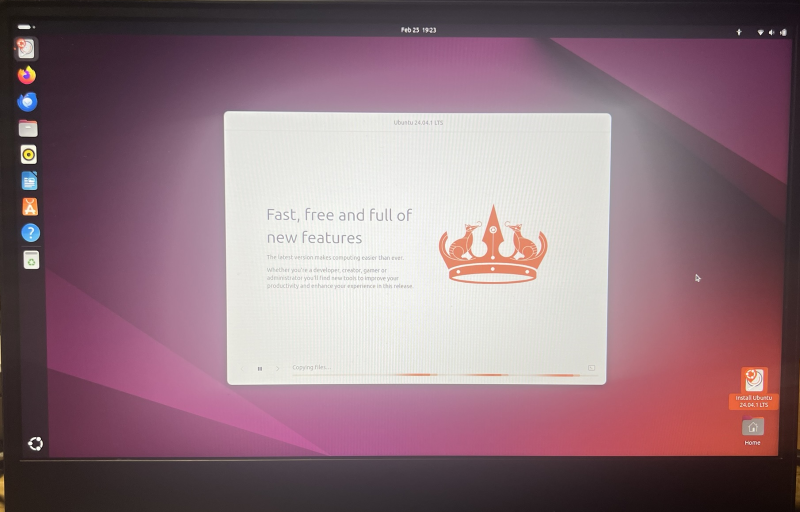 Feb 23 19:23
Ubuntu 24.04.1 LTS
Fast, free and full of
new features
The latest version makes computing easier than ever.
Whether you're a developer, creator, gamer or
administrator you'll find new tools to improve your
productivity and enhance your experience in this release.
Copying files...
Install Ubuntu
24.04.1 LTS
Home